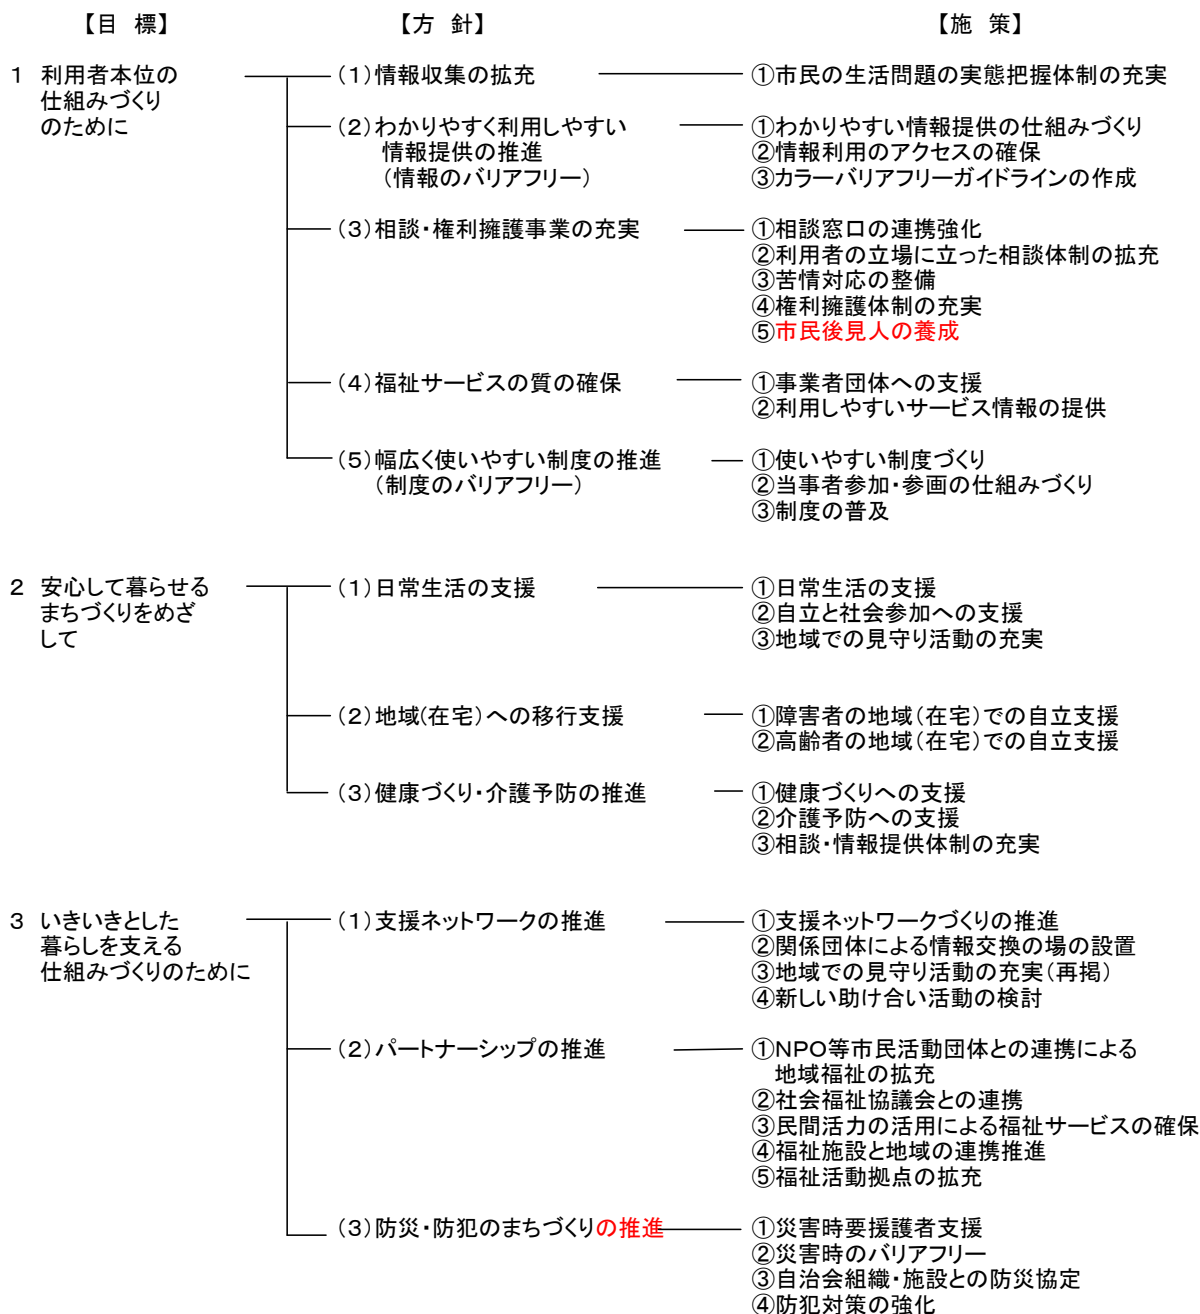 【目　標】　【方　針】　【施　策】
１　利用者本位の　（１）情報収集の拡充　①市民の生活問題の実態把握体制の充実
仕組みづくり
のために　（２）わかりやすく利用しやすい　①わかりやすい情報提供の仕組みづくり
情報提供の推進　②情報利用のアクセスの確保
（情報のバリアフリー）　③カラーバリアフリーガイドラインの作成
（３）相談・権利擁護事業の充実　①相談窓口の連携強化
②利用者の立場に立った相談体制の拡充
③苦情対応の整備
④権利擁護体制の充実
⑤市民後見人の養成
（４）福祉サービスの質の確保　①事業者団体への支援
②利用しやすいサービス情報の提供
（５）幅広く使いやすい制度の推進　①使いやすい制度づくり
（制度のバリアフリー）　②当事者参加・参画の仕組みづくり
③制度の普及
２　安心して暮らせる　（１）日常生活の支援　①日常生活の支援
まちづくりをめざ　②自立と社会参加への支援
して　③地域での見守り活動の充実
（２）地域(在宅）への移行支援　①障害者の地域（在宅）での自立支援
②高齢者の地域（在宅）での自立支援
（３）健康づくり・介護予防の推進　①健康づくりへの支援
②介護予防への支援
③相談・情報提供体制の充実
３　いきいきとした　（１）支援ネットワークの推進　①支援ネットワークづくりの推進
暮らしを支える　②関係団体による情報交換の場の設置
仕組みづくりのために　③地域での見守り活動の充実（再掲）
④新しい助け合い活動の検討
（２）パートナーシップの推進　①ＮＰＯ等市民活動団体との連携による
地域福祉の拡充
②社会福祉協議会との連携
③民間活力の活用による福祉サービスの確保
④福祉施設と地域の連携推進
⑤福祉活動拠点の拡充
（３）防災・防犯のまちづくりの推進　①災害時要援護者支援
②災害時のバリアフリー
③自治会組織・施設との防災協定
④防犯対策の強化